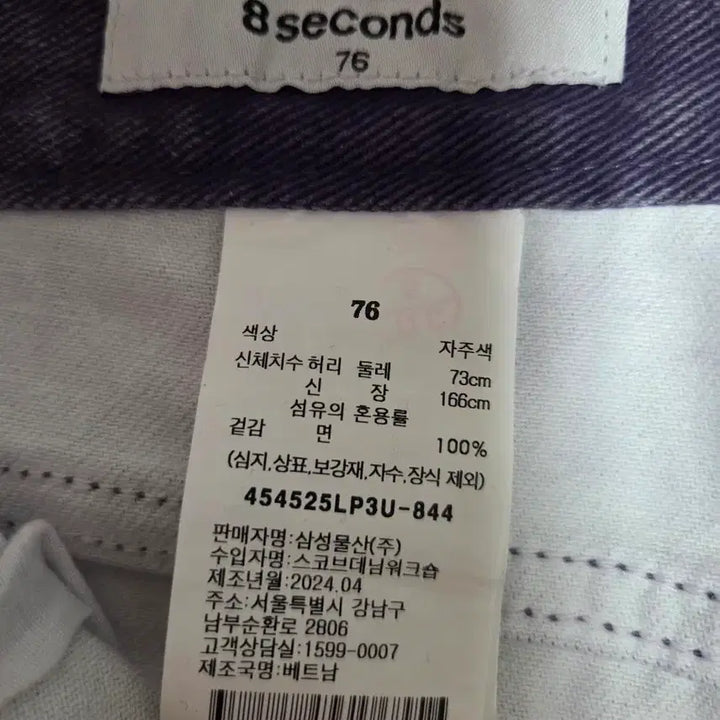 8seconds
76
76
색상 자주색
신체치수 허리 둘레 73cm
신 장 166cm
섬유의 혼용률
겉감 면 100%
(심지,상표,보강재,자수,장식 제외)
454525LP3U-844
판매자명:삼성물산(주)
수입자명:스코브데님워크숍
제조년월:2024.04
주소:서울특별시 강남구
남부순환로 2806
고객상담실:1599-0007
제조국명:베트남